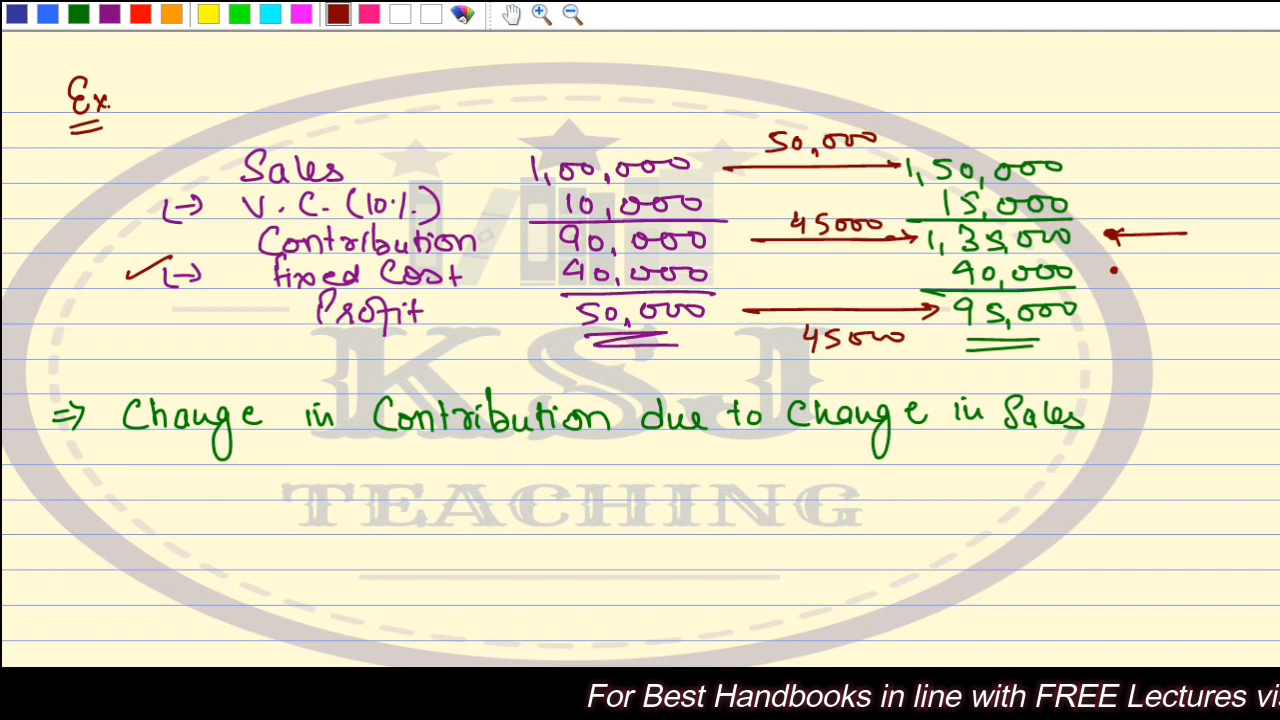 Ex.
50,000
Sales 1,00,000 1,50,000
(-) V.C. (10%) 10,000 15,000
45000
Contribution 90,000 1,35,000
(-) Fixed Cost 40,000 40,000
Profit 50,000 95,000
45000
⇒ Change in Contribution due to Change in Sales
KSJ
TEACHING
For Best Handbooks in line with FREE Lectures vi